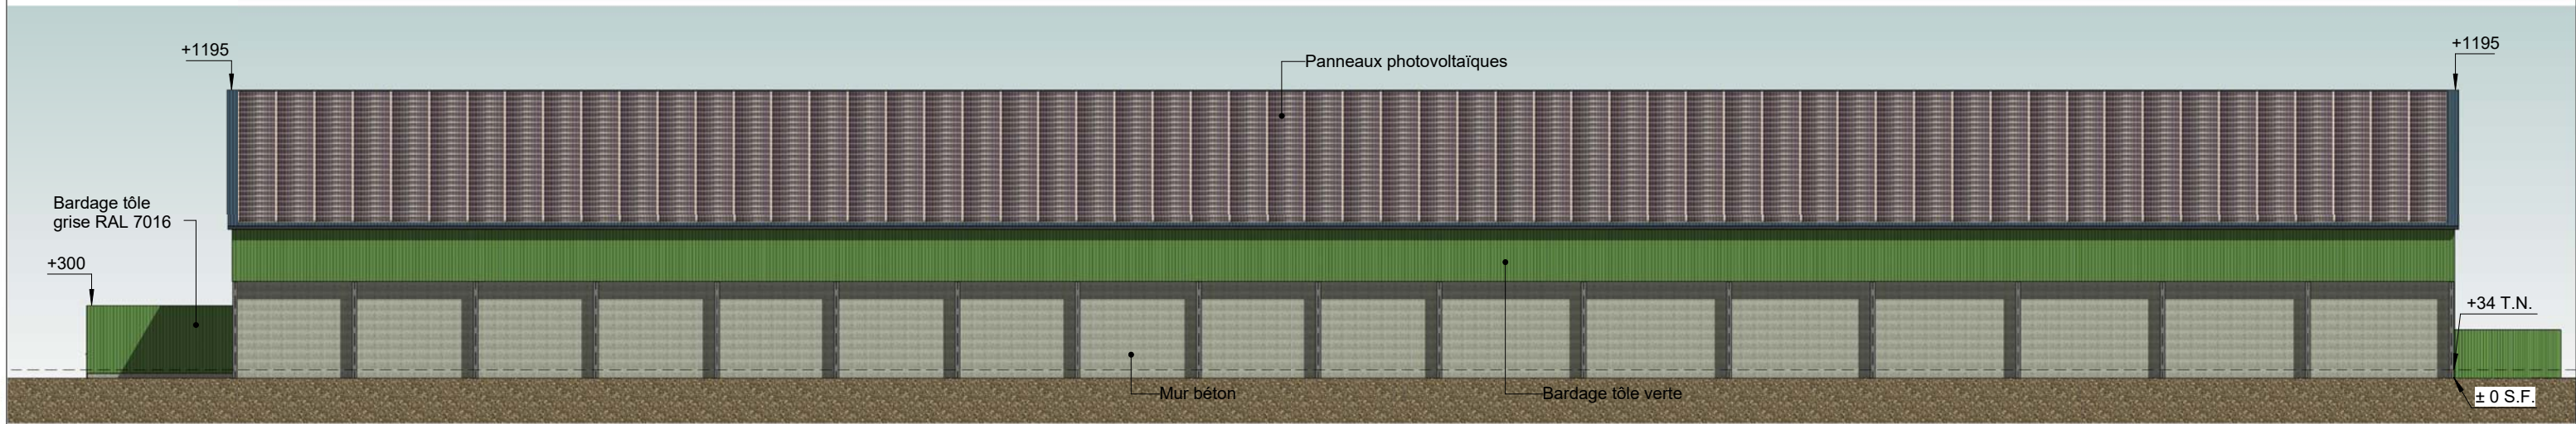 +1195
+1195
Panneaux photovoltaïques
Bardage tôle
grise RAL 7016
+300
+34 T.N.
Mur béton
Bardage tôle verte
± 0 S.F.